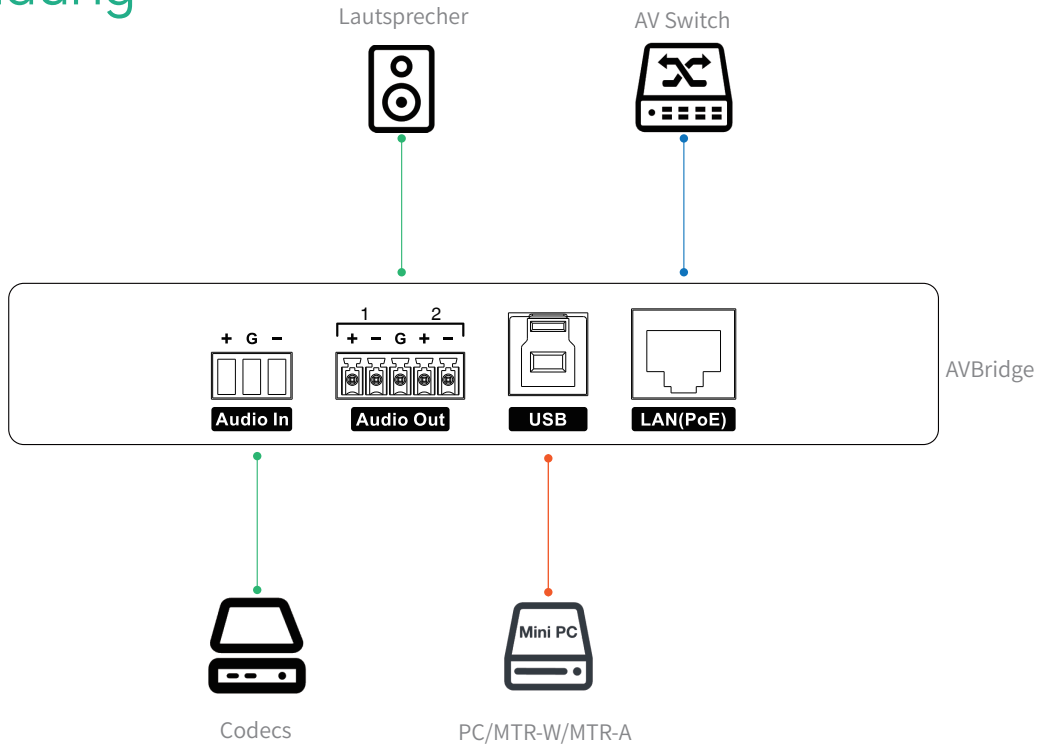 Lautsprecher
AV Switch
1 2
+ G − + − G + −
Audio In Audio Out USB LAN(PoE)
AVBridge
Mini PC
Codecs
PC/MTR-W/MTR-A